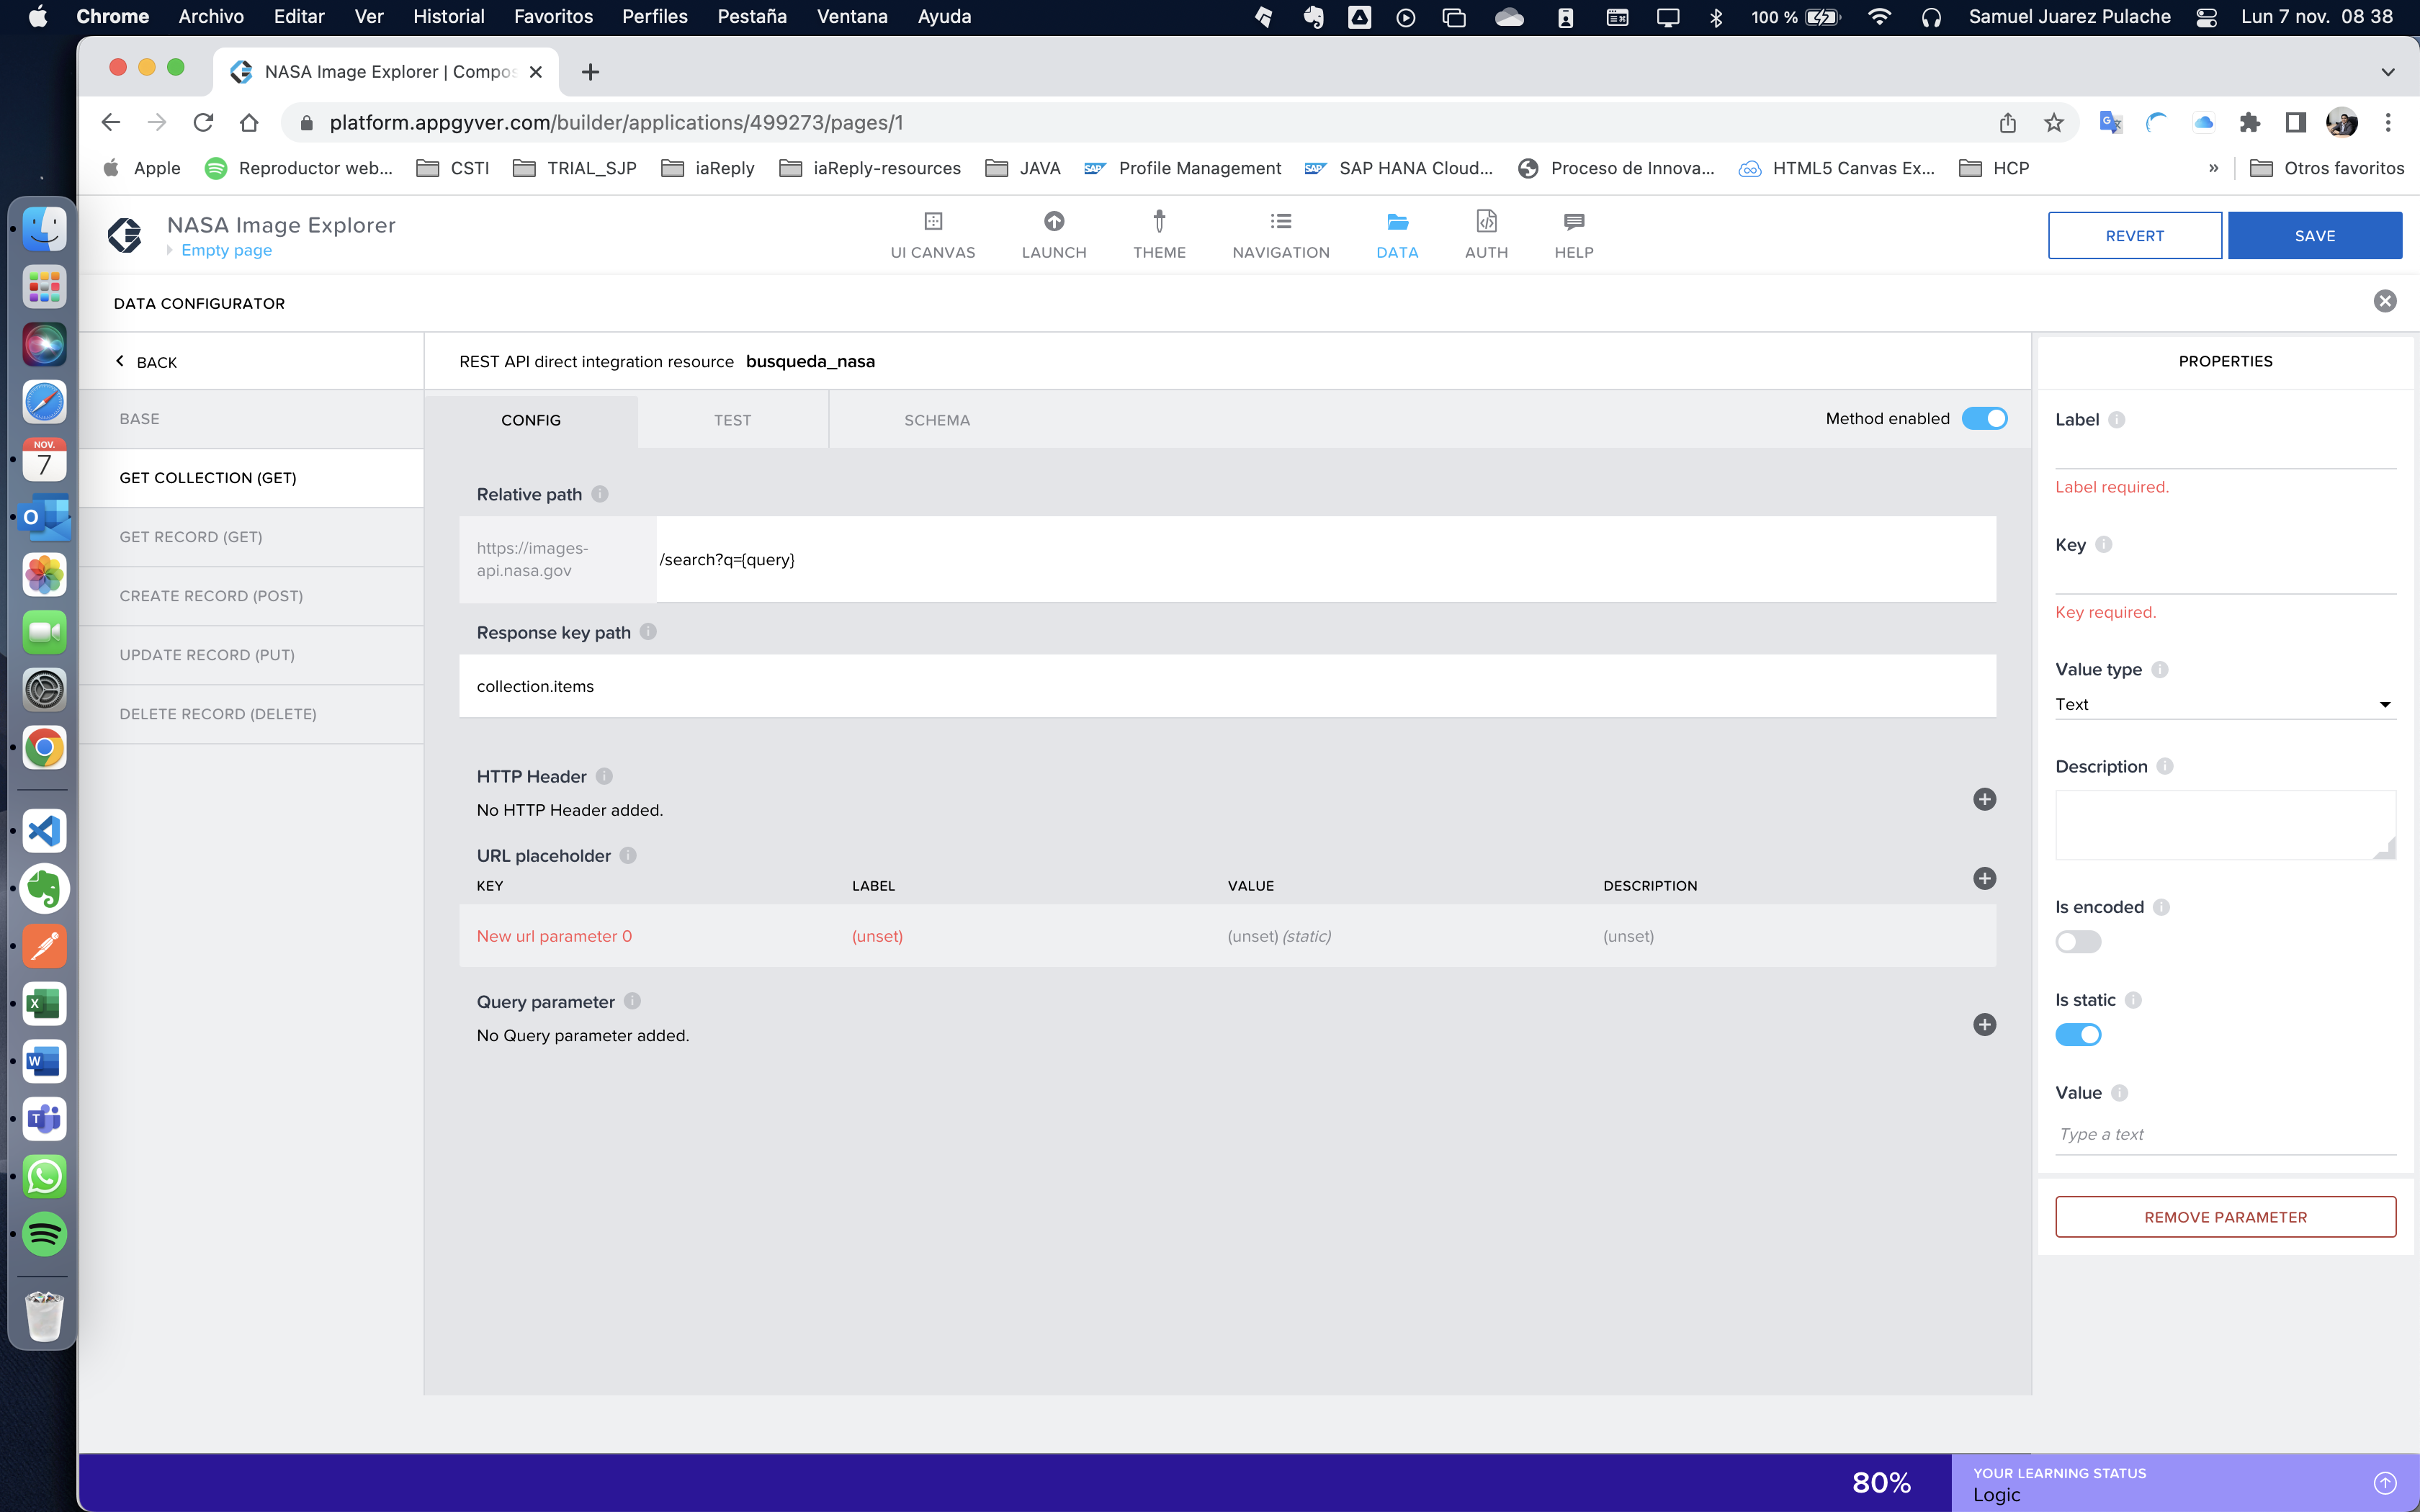 Chrome Archivo Editar Ver Historial Favoritos Perfiles Pestaña Ventana Ayuda 100 % Samuel Juarez Pulache Lun 7 nov. 08 38
NASA Image Explorer | Compos
platform.appgyver.com/builder/applications/499273/pages/1
Apple Reproductor web... CSTI TRIAL_SJP iaReply iaReply-resources JAVA SAP Profile Management SAP SAP HANA Cloud... Proceso de Innova... HTML5 Canvas Ex... HCP » Otros favoritos
NASA Image Explorer
Empty page
UI CANVAS LAUNCH THEME NAVIGATION DATA AUTH HELP
REVERT SAVE
DATA CONFIGURATOR
BACK
BASE
GET COLLECTION (GET)
GET RECORD (GET)
CREATE RECORD (POST)
UPDATE RECORD (PUT)
DELETE RECORD (DELETE)
REST API direct integration resource busqueda_nasa
CONFIG TEST SCHEMA Method enabled
Relative path
https://images-
api.nasa.gov
/search?q={query}
Response key path
collection.items
HTTP Header
No HTTP Header added.
URL placeholder
KEY LABEL VALUE DESCRIPTION
New url parameter 0 (unset) (unset) (static) (unset)
Query parameter
No Query parameter added.
PROPERTIES
Label
Label required.
Key
Key required.
Value type
Text
Description
Is encoded
Is static
Value
Type a text
REMOVE PARAMETER
80%
YOUR LEARNING STATUS
Logic
NOV.
7